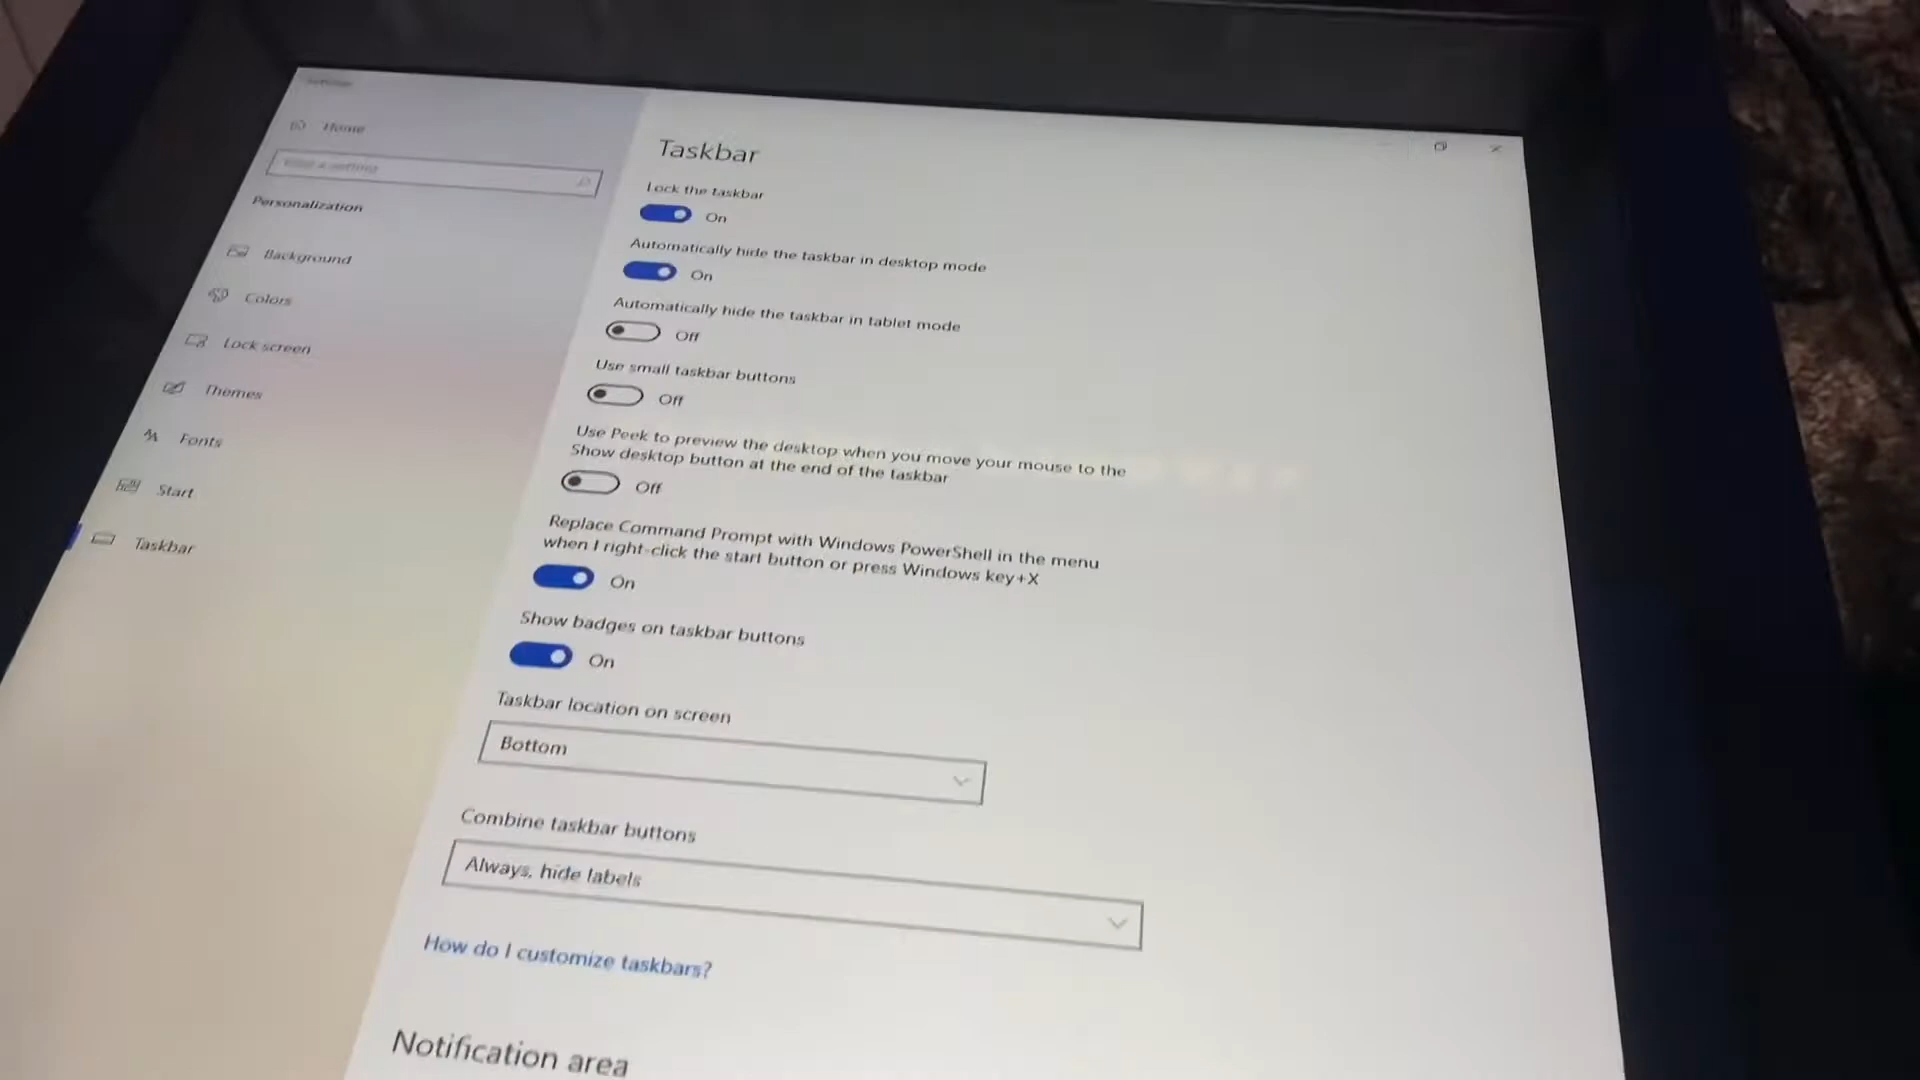 Settings
Home
Find a setting
Personalization
Background
Colors
Lock screen
Themes
Fonts
Start
Taskbar
Taskbar
Lock the taskbar
On
Automatically hide the taskbar in desktop mode
On
Automatically hide the taskbar in tablet mode
Off
Use small taskbar buttons
Off
Use Peek to preview the desktop when you move your mouse to the
Show desktop button at the end of the taskbar
Off
Replace Command Prompt with Windows PowerShell in the menu
when I right-click the start button or press Windows key+X
On
Show badges on taskbar buttons
On
Taskbar location on screen
Bottom
Combine taskbar buttons
Always, hide labels
How do I customize taskbars?
Notification area